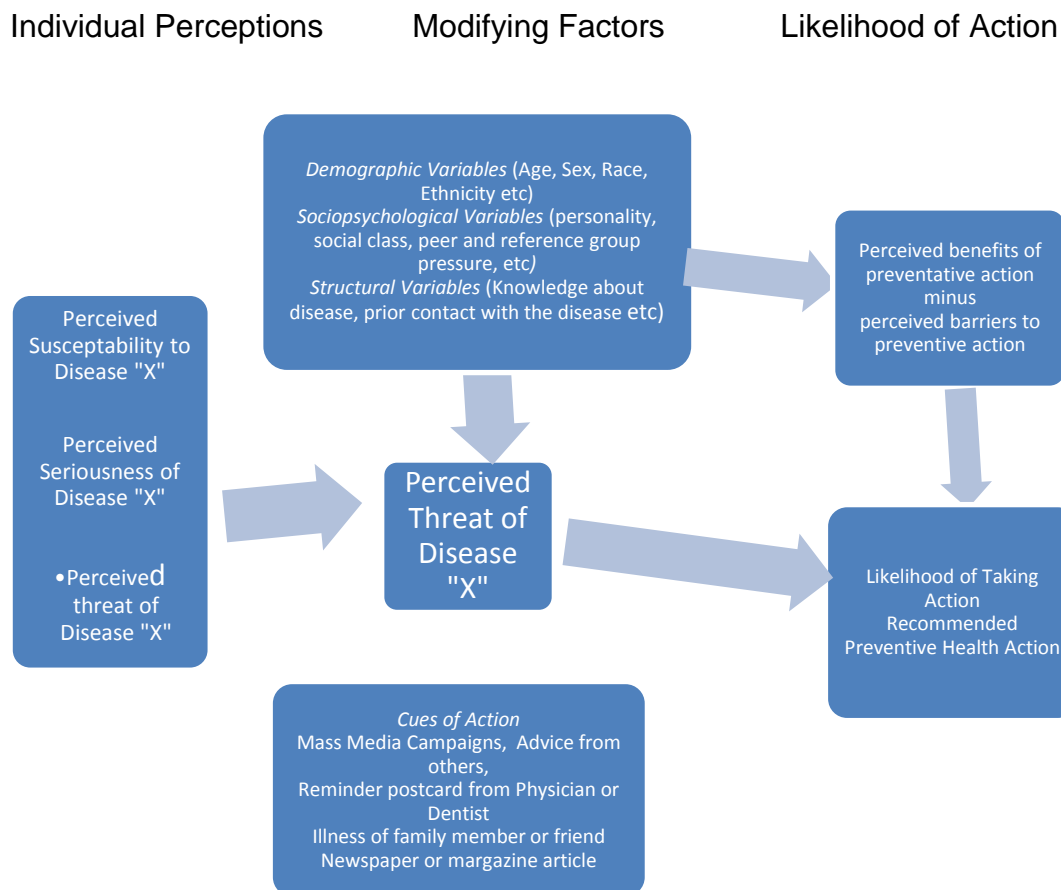 Individual Perceptions
Modifying Factors
Likelihood of Action
Demographic Variables (Age, Sex, Race,
Ethnicity etc)
Sociopsychological Variables (personality,
social class, peer and reference group
pressure, etc)
Structural Variables (Knowledge about
disease, prior contact with the disease etc)
Perceived benefits of
preventative action
minus
perceived barriers to
preventive action
Perceived
Susceptability to
Disease "X"
Perceived
Seriousness of
Disease "X"
•Perceived
threat of
Disease "X"
Perceived
Threat of
Disease
"X"
Likelihood of Taking
Action
Recommended
Preventive Health Action
Cues of Action
Mass Media Campaigns, Advice from
others,
Reminder postcard from Physician or
Dentist
Illness of family member or friend
Newspaper or margazine article